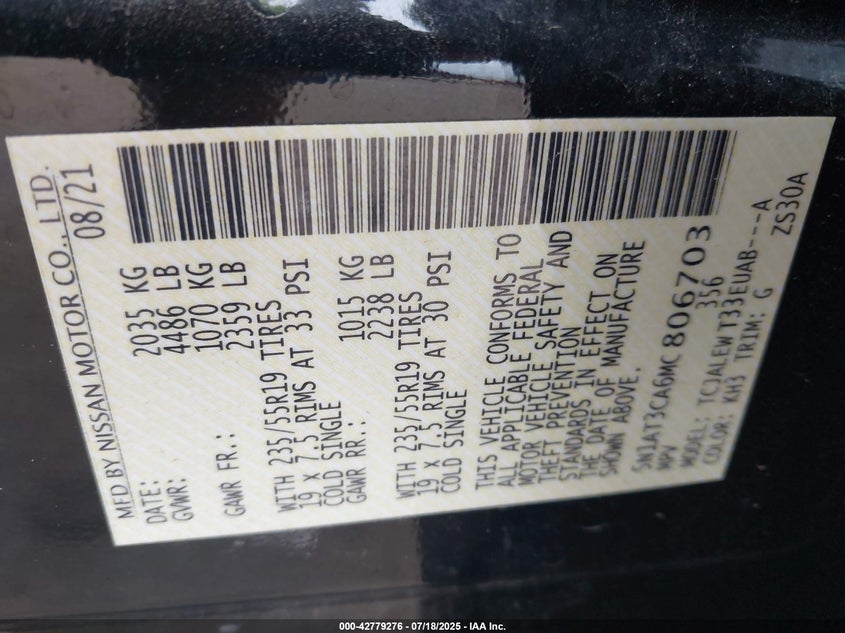 MFD BY NISSAN MOTOR CO., LTD.
DATE: 08/21
GVWR: 2035 KG
4486 LB
GAWR FR.: 1070 KG
2359 LB
WITH 235/55R19 TIRES
19 X 7.5 RIMS AT 33 PSI
COLD SINGLE
GAWR RR.: 1015 KG
2238 LB
WITH 235/55R19 TIRES
19 X 7.5 RIMS AT 30 PSI
COLD SINGLE
THIS VEHICLE CONFORMS TO
ALL APPLICABLE FEDERAL
MOTOR VEHICLE SAFETY AND
THEFT PREVENTION
STANDARDS IN EFFECT ON
THE DATE OF MANUFACTURE
SHOWN ABOVE.
5N1AT3CA6MC 806703
MPV 356
MODEL: TCJALEW T33EUAB---A
COLOR: KH3 TRIM: G ZS30A
000-42779276 - 07/18/2025 - IAA Inc.